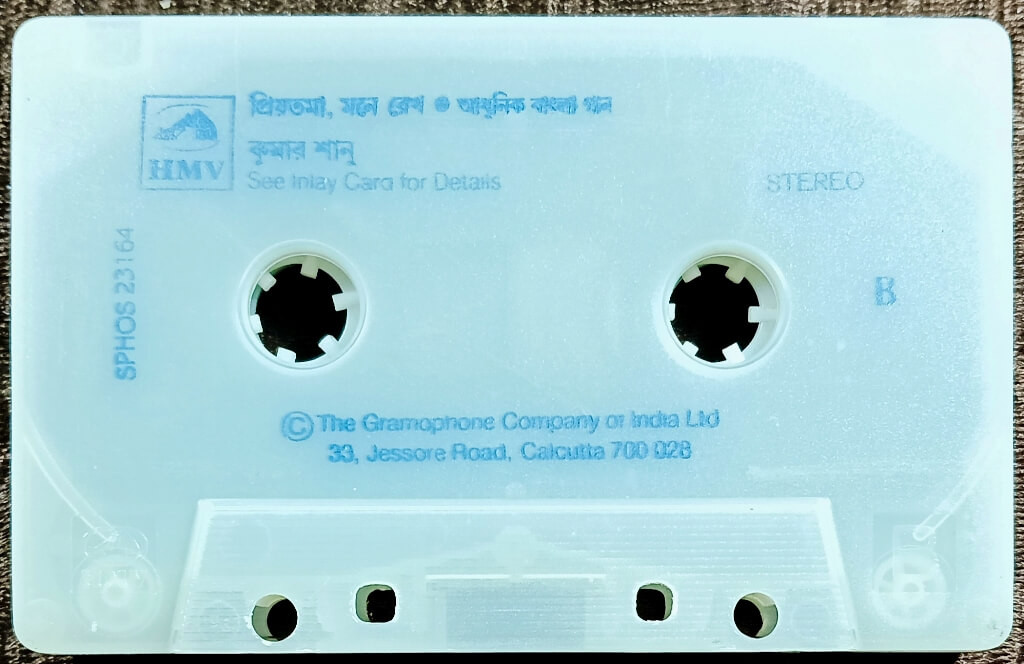 প্রিয়তমা, মনে রেখ ● আধুনিক বাংলা গান
কুমার শানু
HMV
See Inlay Card for Details
STEREO
SPHOS 23164
B
© The Gramophone Company of India Ltd
33, Jessore Road, Calcutta 700 028